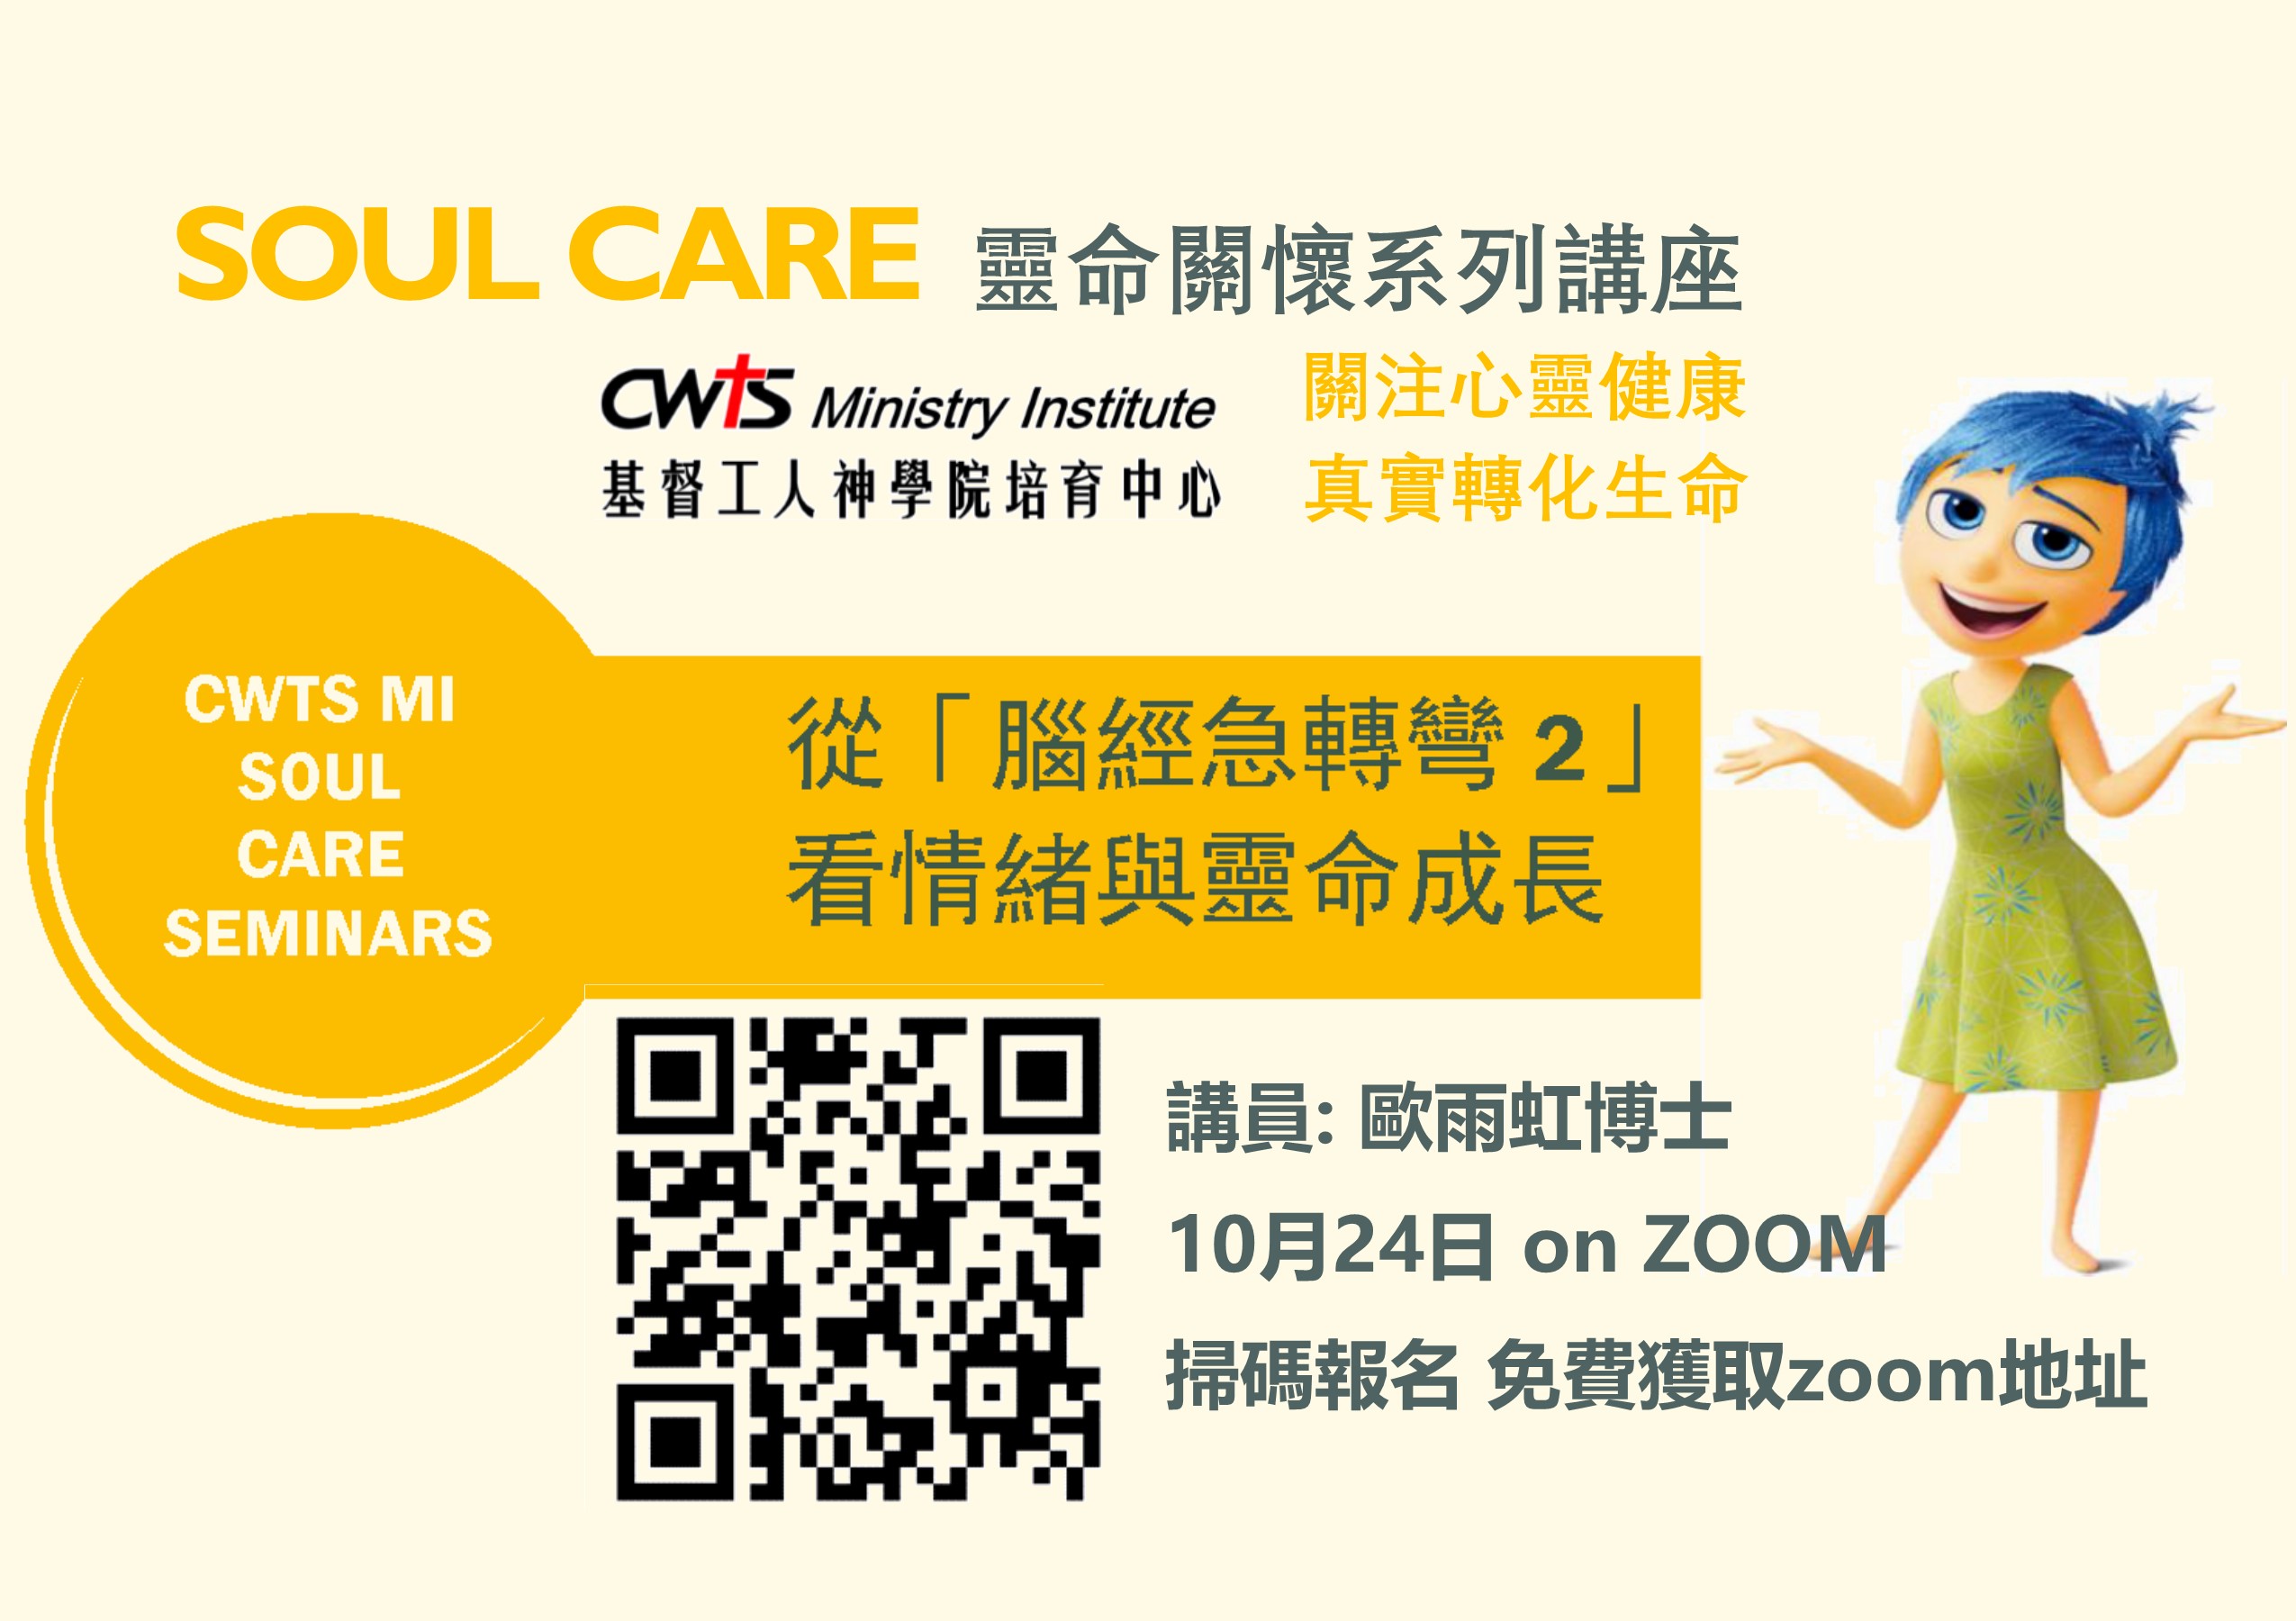 SOUL CARE 靈命關懷系列講座
CWTS Ministry Institute
基督工人神學院培育中心
關注心靈健康
真實轉化生命
CWTS MI
SOUL
CARE
SEMINARS
從「腦經急轉彎 2」
看情緒與靈命成長
講員: 歐雨虹博士
10月24日 on ZOOM
掃碼報名 免費獲取zoom地址